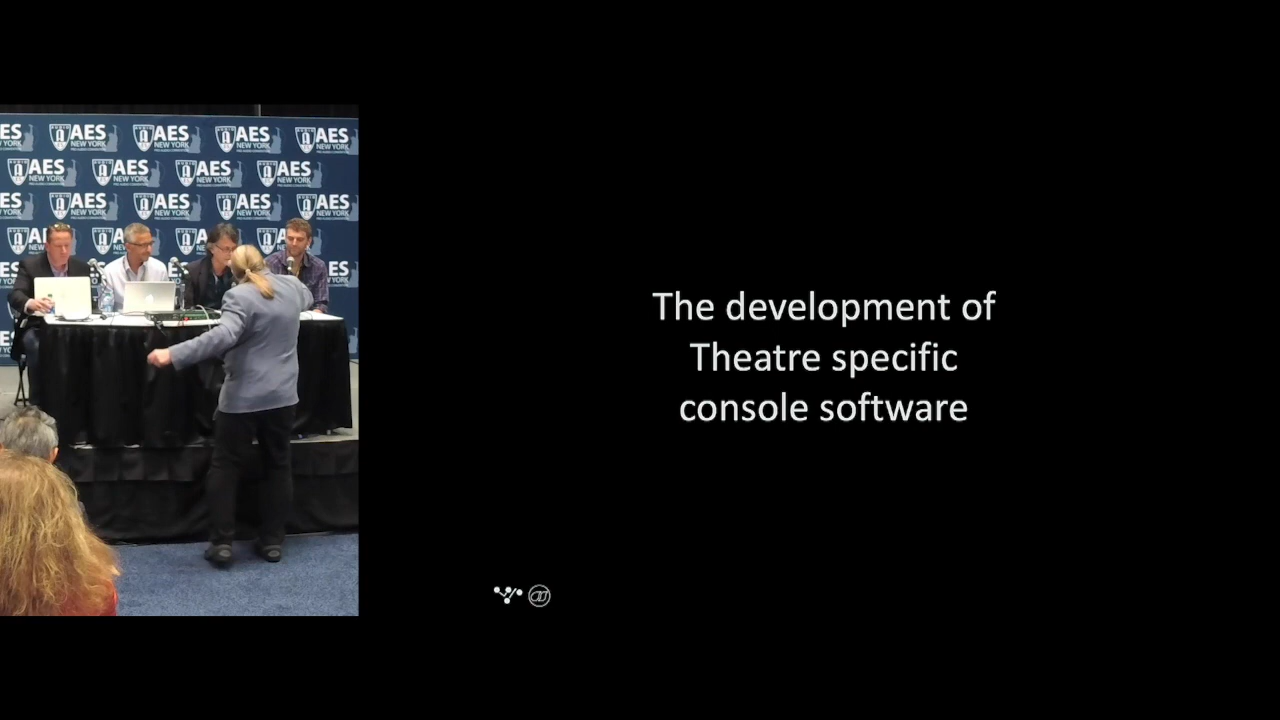 AES
NEW YORK
The development of
Theatre specific
console software